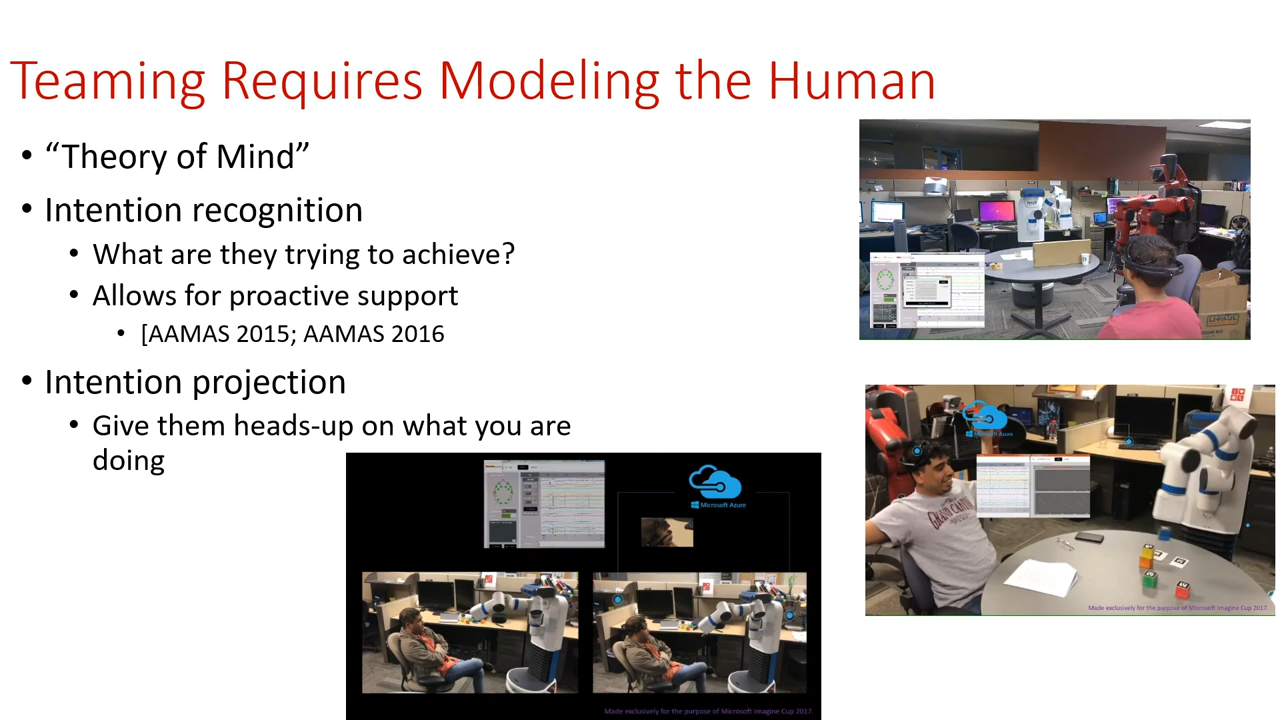 Teaming Requires Modeling the Human
• “Theory of Mind”
• Intention recognition
• What are they trying to achieve?
• Allows for proactive support
• [AAMAS 2015; AAMAS 2016
• Intention projection
• Give them heads-up on what you are
doing
U-HAUL
Microsoft Azure
GRAND CANYON
Made exclusively for the purpose of Microsoft Imagine Cup 2017.
Microsoft Azure
Made exclusively for the purpose of Microsoft Imagine Cup 2017.